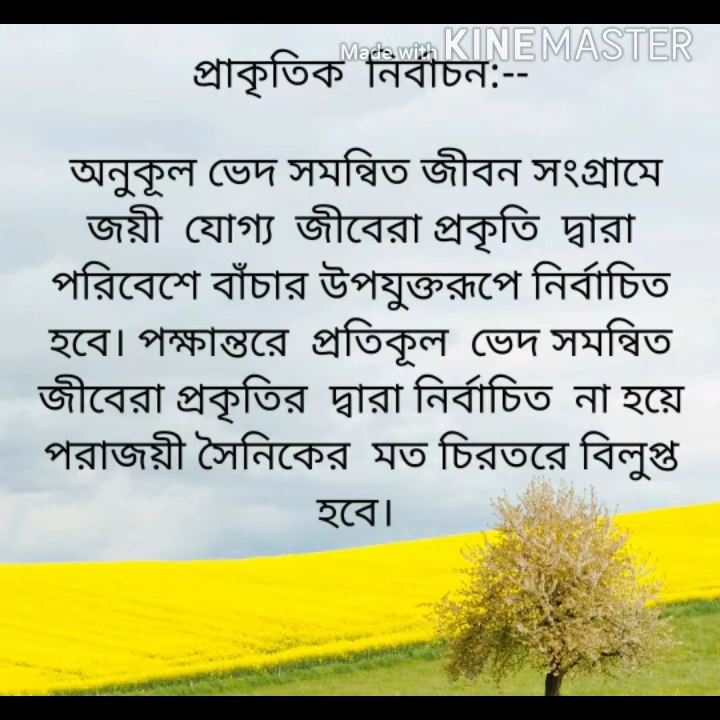 Made with KINEMASTER
প্রাকৃতিক নির্বাচন:--
অনুকূল ভেদ সমন্বিত জীবন সংগ্রামে
জয়ী যোগ্য জীবেরা প্রকৃতি দ্বারা
পরিবেশে বাঁচার উপযুক্তরূপে নির্বাচিত
হবে। পক্ষান্তরে প্রতিকূল ভেদ সমন্বিত
জীবেরা প্রকৃতির দ্বারা নির্বাচিত না হয়ে
পরাজয়ী সৈনিকের মত চিরতরে বিলুপ্ত
হবে।